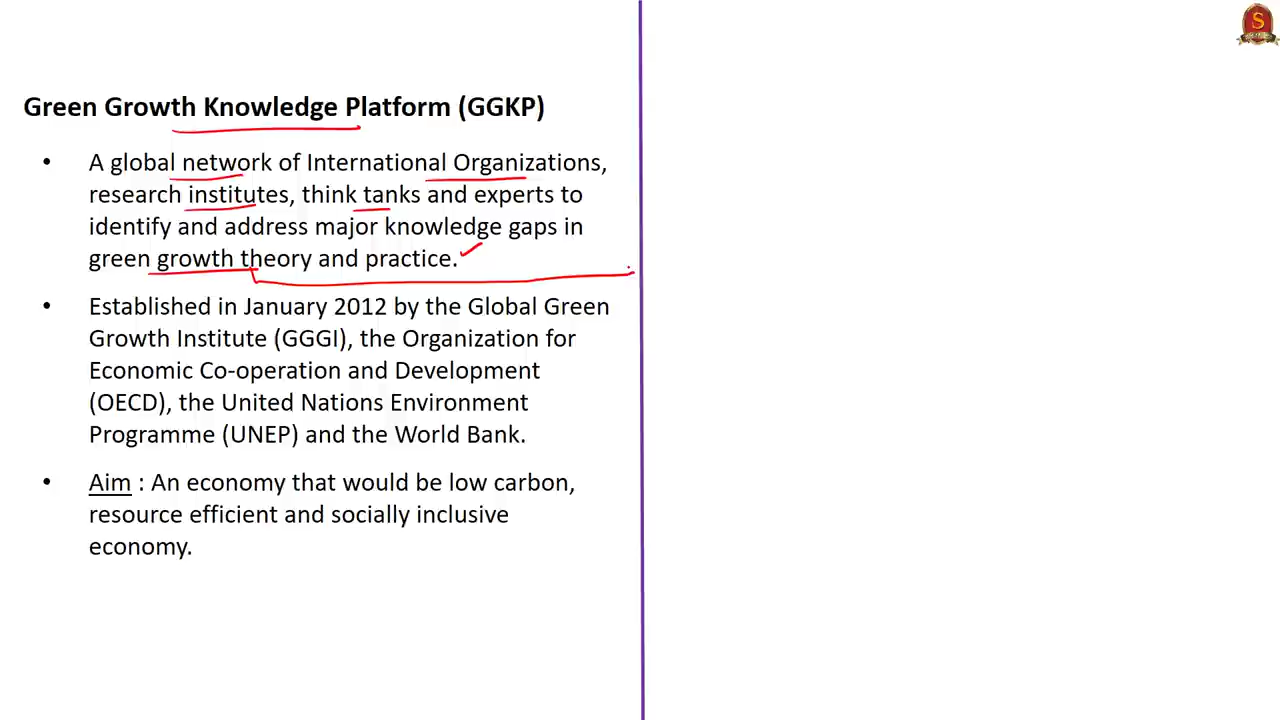 Green Growth Knowledge Platform (GGKP)
• A global network of International Organizations,
research institutes, think tanks and experts to
identify and address major knowledge gaps in
green growth theory and practice.
• Established in January 2012 by the Global Green
Growth Institute (GGGI), the Organization for
Economic Co-operation and Development
(OECD), the United Nations Environment
Programme (UNEP) and the World Bank.
• Aim : An economy that would be low carbon,
resource efficient and socially inclusive
economy.
S